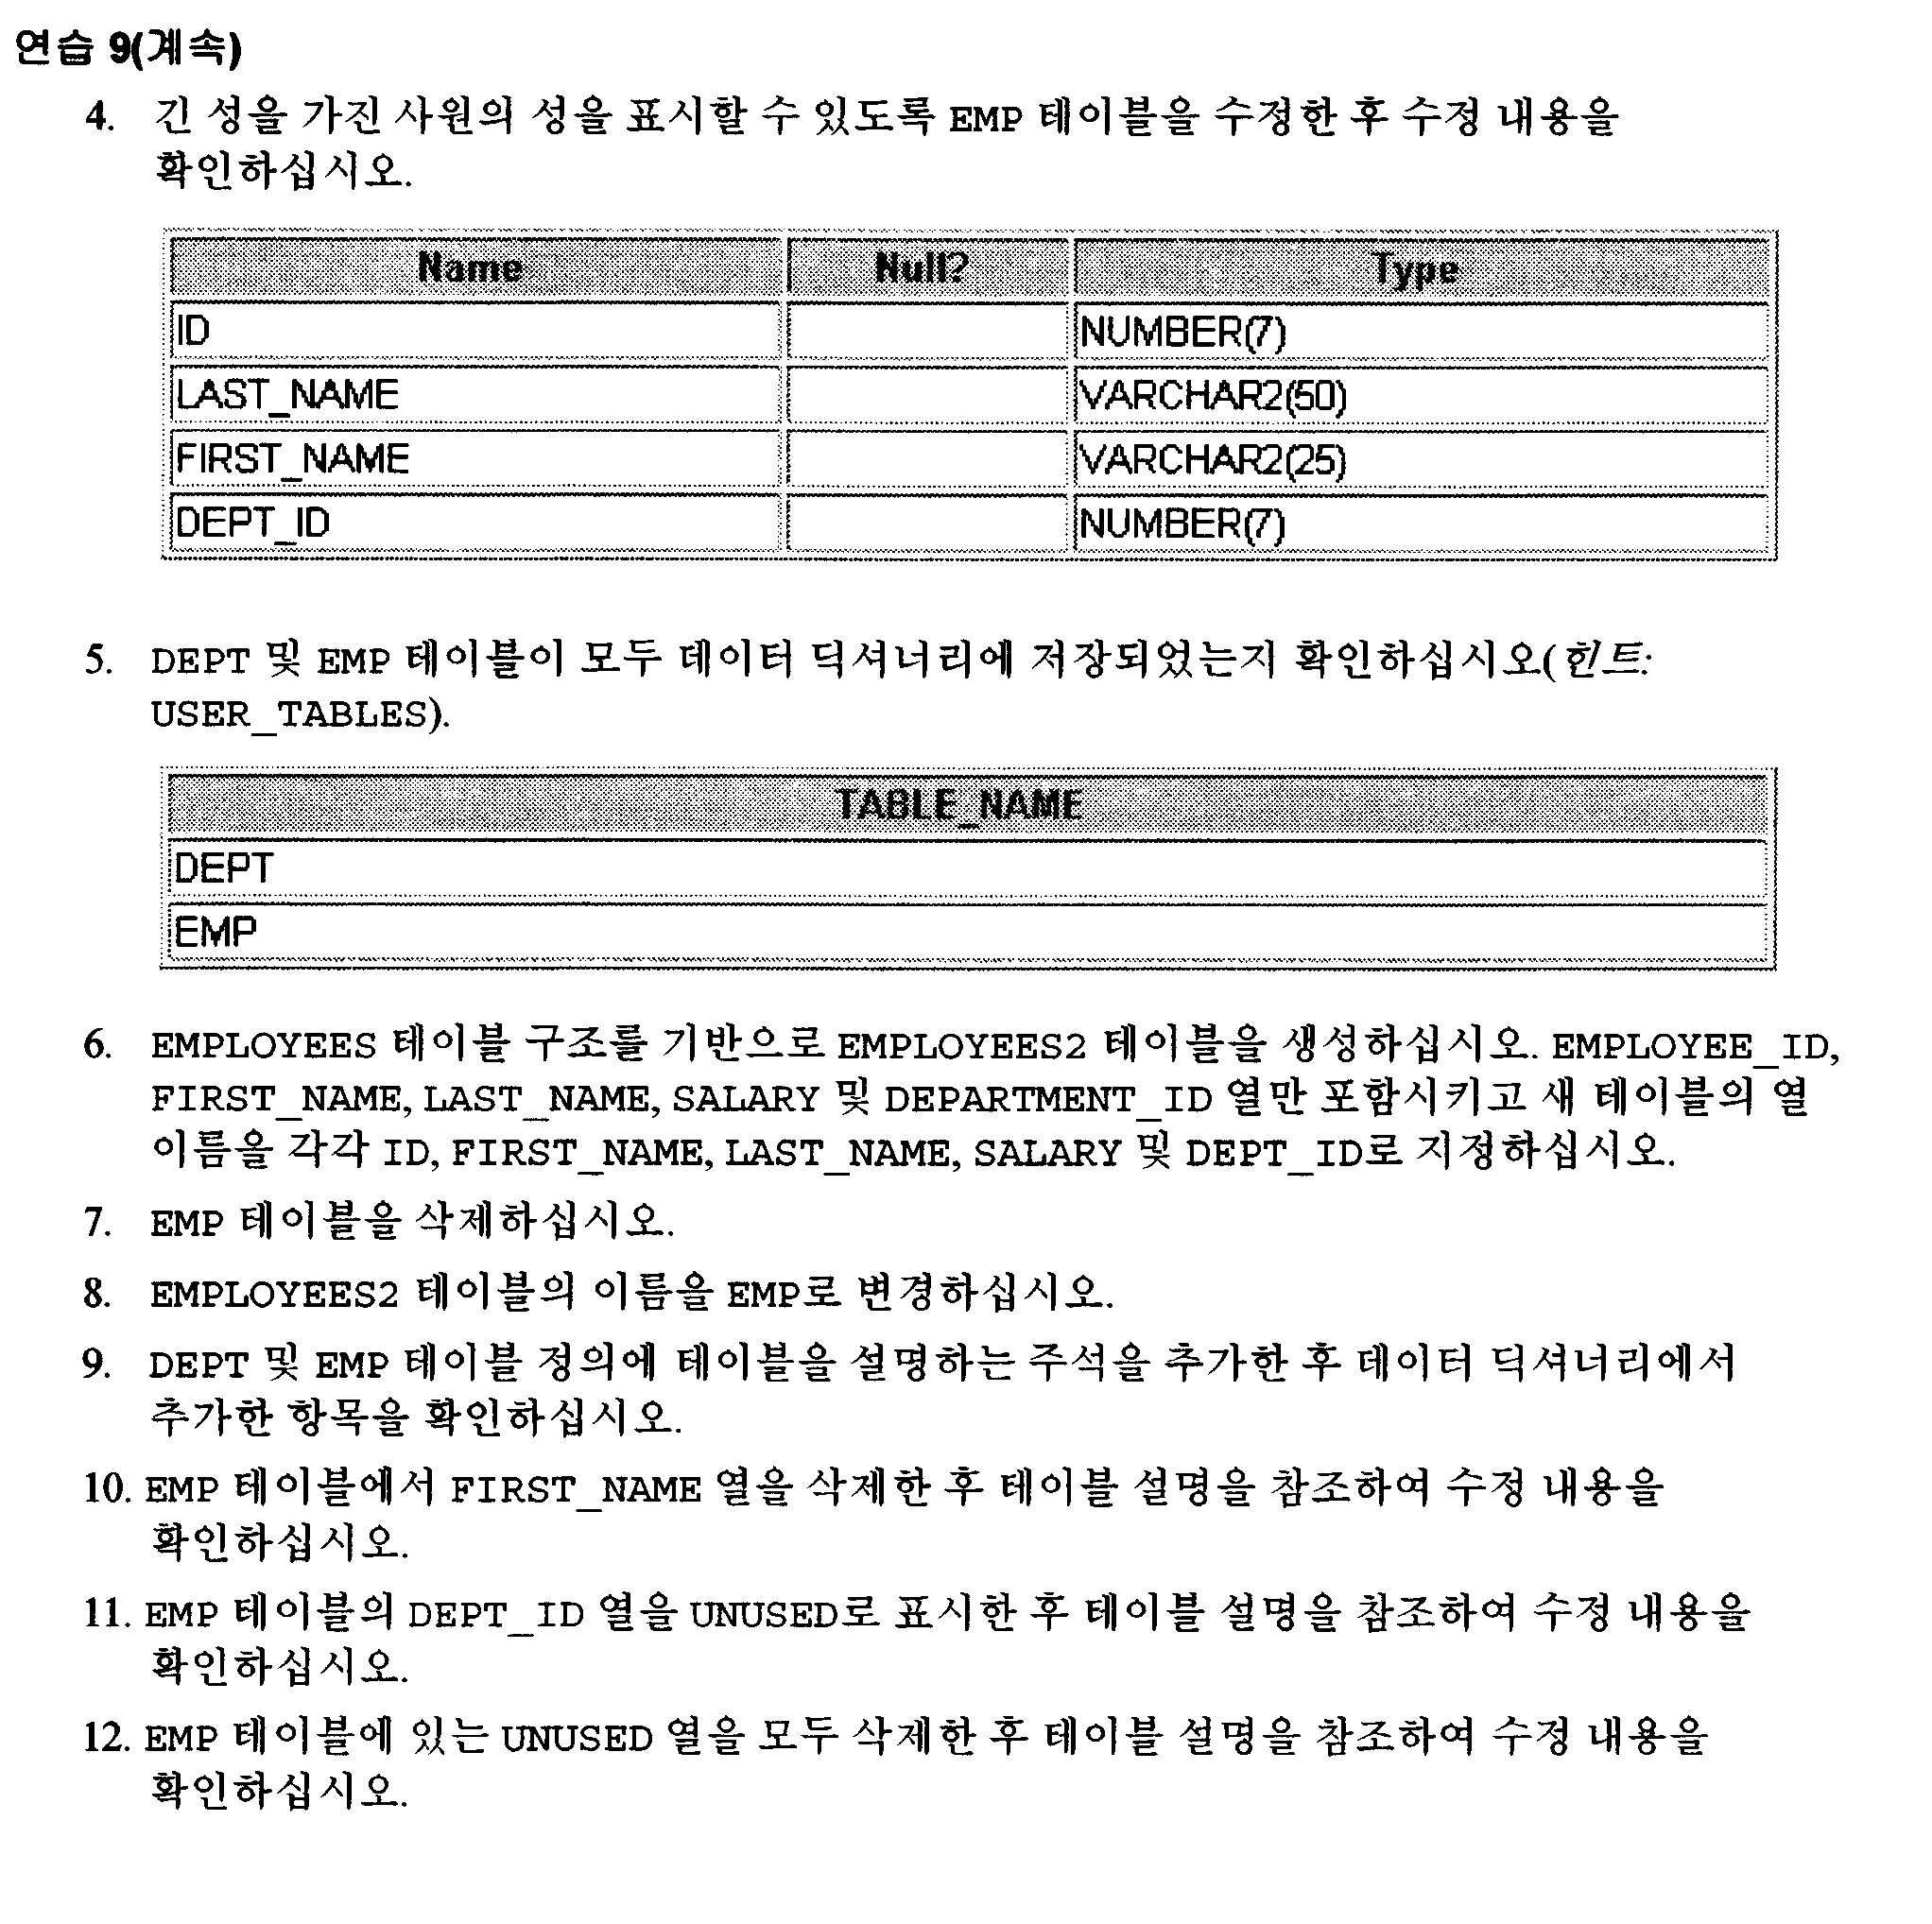 연습 9(계속)
4. 긴 성을 가진 사원의 성을 표시할 수 있도록 EMP 테이블을 수정한 후 수정 내용을
확인하십시오.
Name Null? Type
ID NUMBER(7)
LAST_NAME VARCHAR2(50)
FIRST_NAME VARCHAR2(25)
DEPT_ID NUMBER(7)
5. DEPT 및 EMP 테이블이 모두 데이터 딕셔너리에 저장되었는지 확인하십시오(힌트:
USER_TABLES).
TABLE_NAME
DEPT
EMP
6. EMPLOYEES 테이블 구조를 기반으로 EMPLOYEES2 테이블을 생성하십시오. EMPLOYEE_ID,
FIRST_NAME, LAST_NAME, SALARY 및 DEPARTMENT_ID 열만 포함시키고 새 테이블의 열
이름을 각각 ID, FIRST_NAME, LAST_NAME, SALARY 및 DEPT_ID로 지정하십시오.
7. EMP 테이블을 삭제하십시오.
8. EMPLOYEES2 테이블의 이름을 EMP로 변경하십시오.
9. DEPT 및 EMP 테이블 정의에 테이블을 설명하는 주석을 추가한 후 데이터 딕셔너리에서
추가한 항목을 확인하십시오.
10. EMP 테이블에서 FIRST_NAME 열을 삭제한 후 테이블 설명을 참조하여 수정 내용을
확인하십시오.
11. EMP 테이블의 DEPT_ID 열을 UNUSED로 표시한 후 테이블 설명을 참조하여 수정 내용을
확인하십시오.
12. EMP 테이블에 있는 UNUSED 열을 모두 삭제한 후 테이블 설명을 참조하여 수정 내용을
확인하십시오.